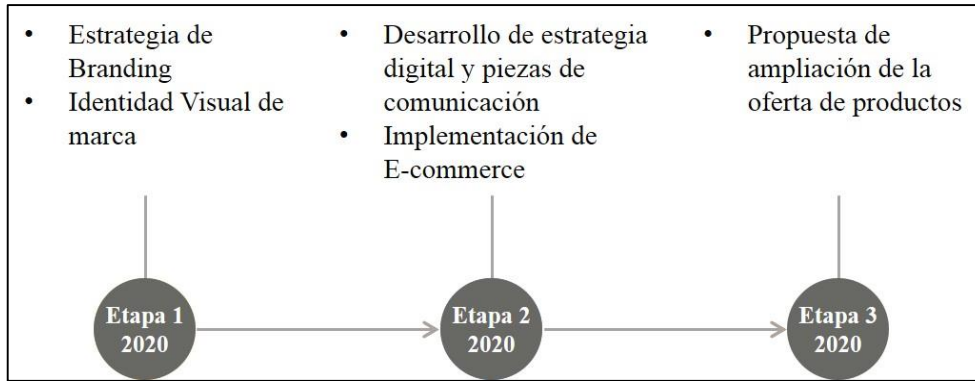 • Estrategia de
Branding
• Identidad Visual de
marca
• Desarrollo de estrategia
digital y piezas de
comunicación
• Implementación de
E-commerce
• Propuesta de
ampliación de la
oferta de productos
Etapa 1
2020
Etapa 2
2020
Etapa 3
2020